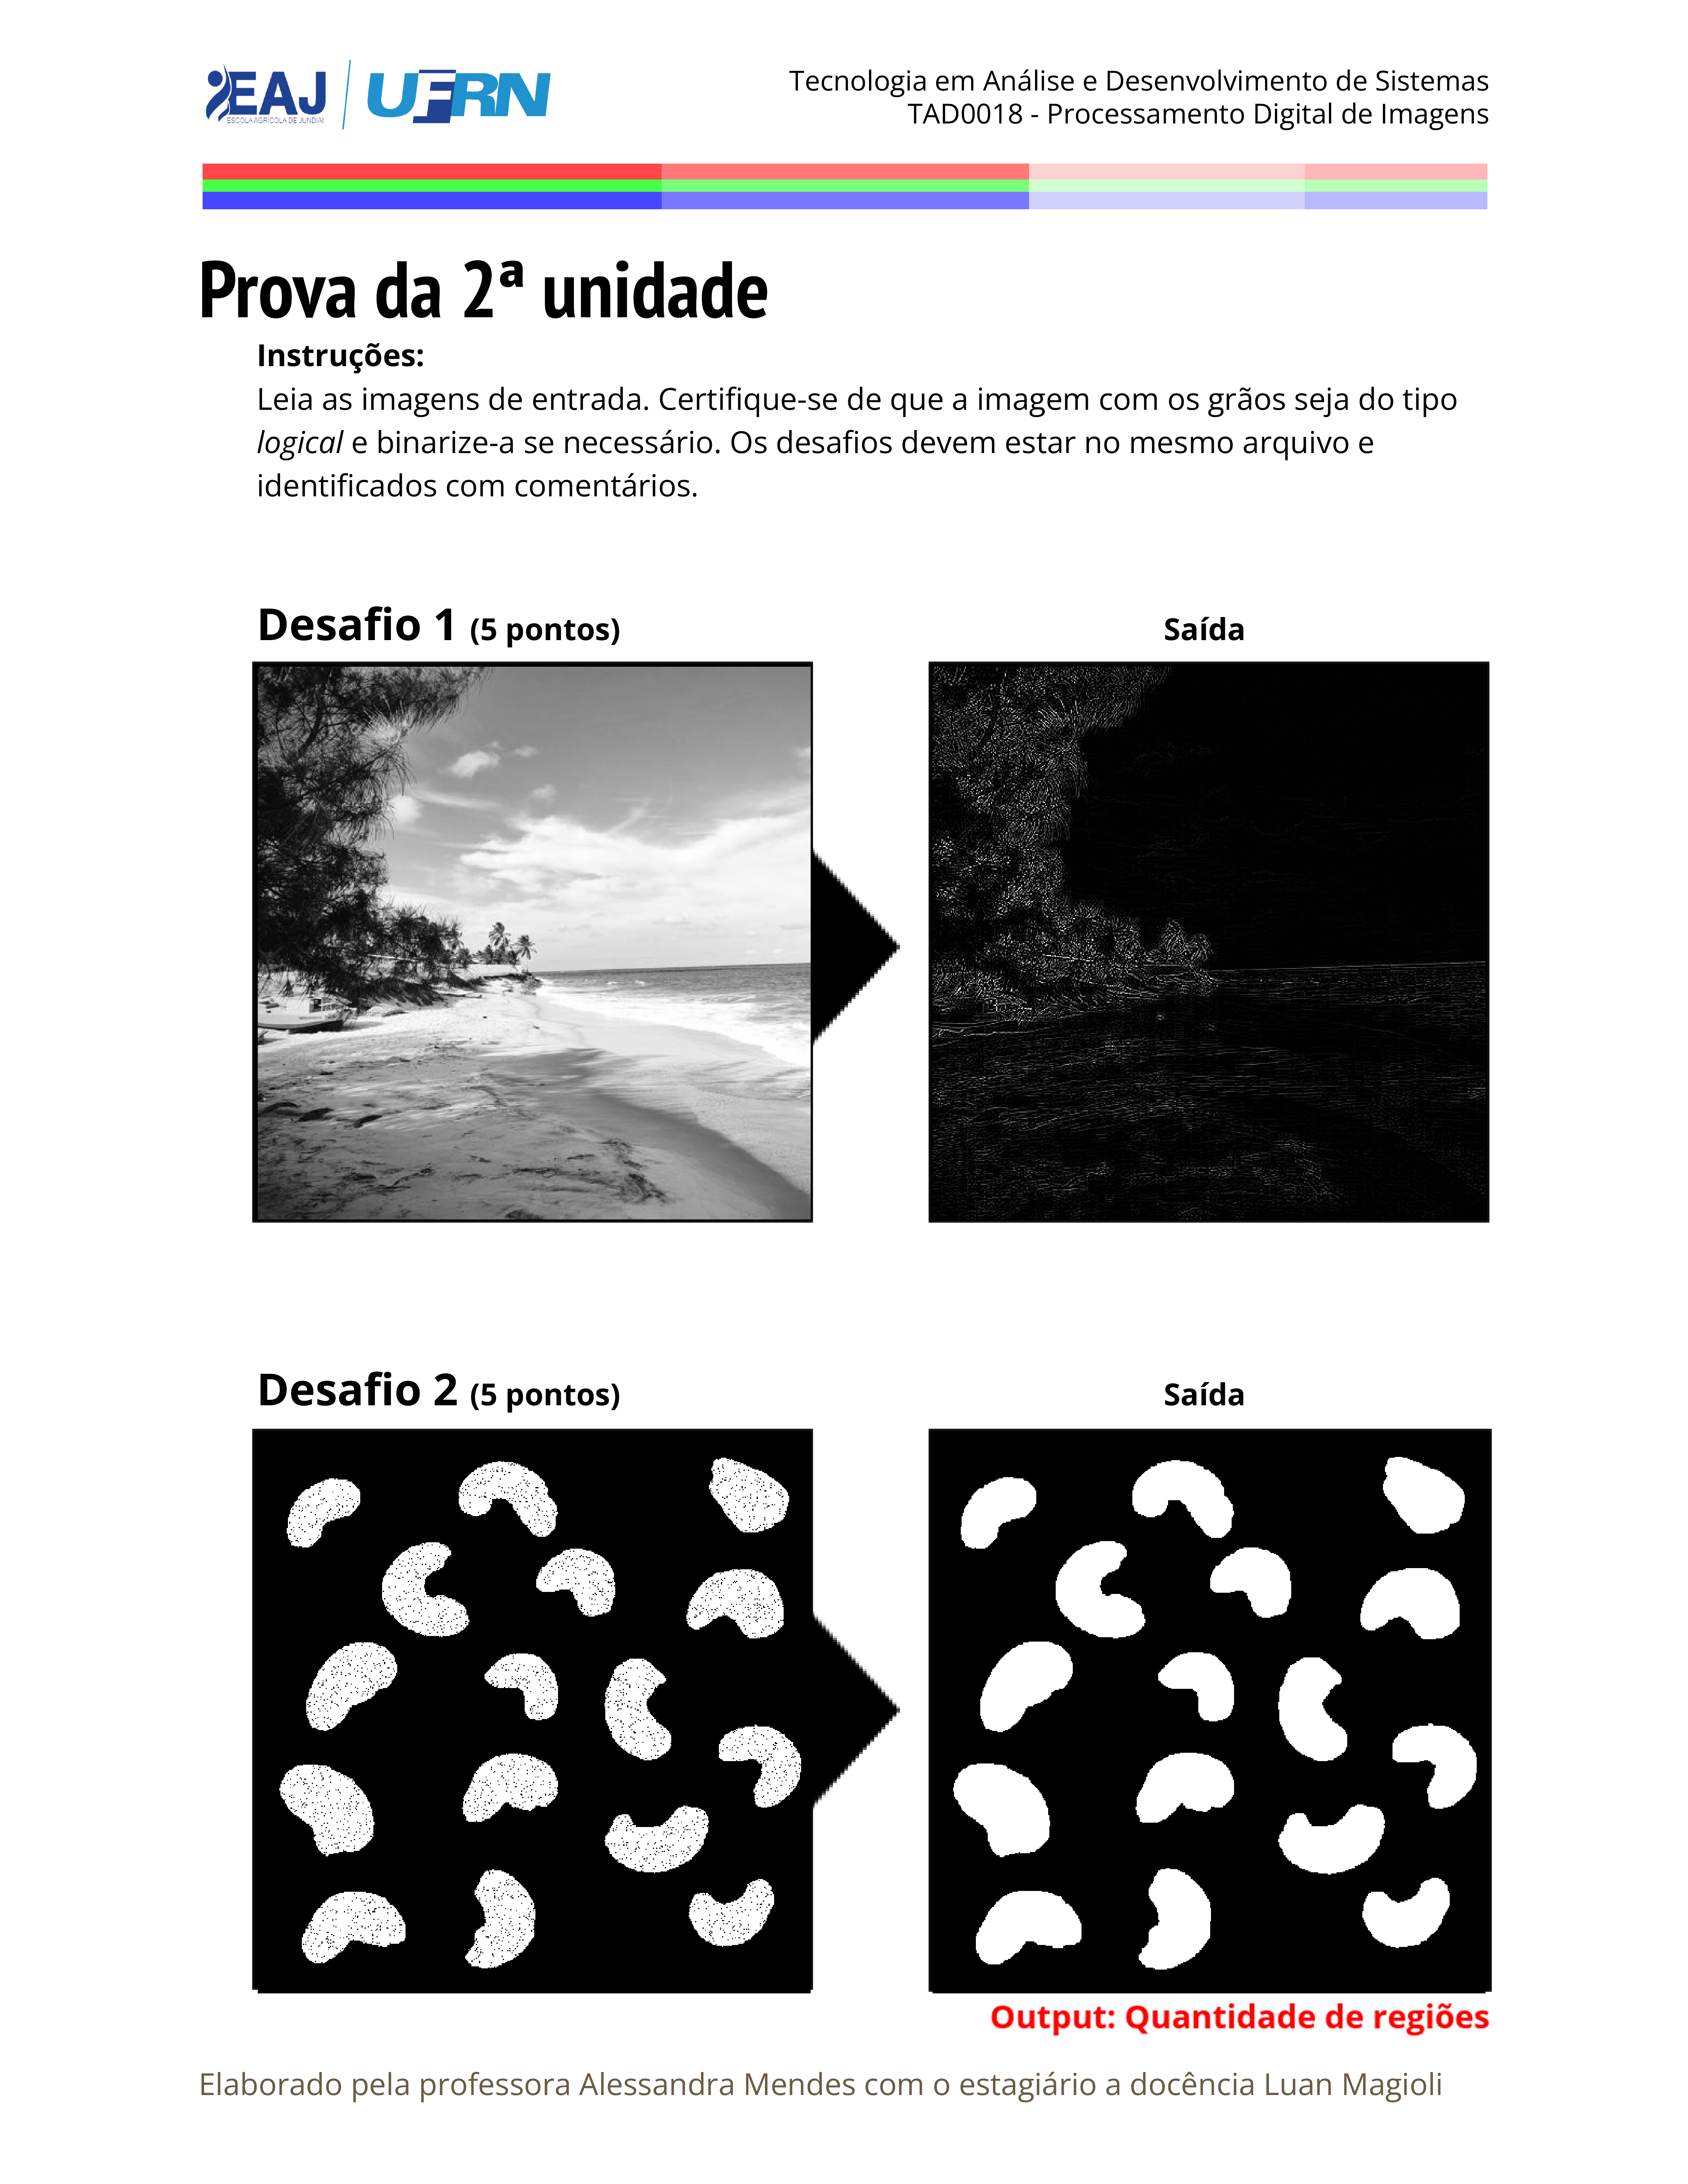 EAJ
ESCOLA AGRÍCOLA DE JUNDIAÍ
UFRN
Tecnologia em Análise e Desenvolvimento de Sistemas
TAD0018 - Processamento Digital de Imagens
Prova da 2ª unidade
Instruções:
Leia as imagens de entrada. Certifique-se de que a imagem com os grãos seja do tipo
logical e binarize-a se necessário. Os desafios devem estar no mesmo arquivo e
identificados com comentários.
Desafio 1 (5 pontos)
Saída
Desafio 2 (5 pontos)
Saída
Output: Quantidade de regiões
Elaborado pela professora Alessandra Mendes com o estagiário a docência Luan Magioli